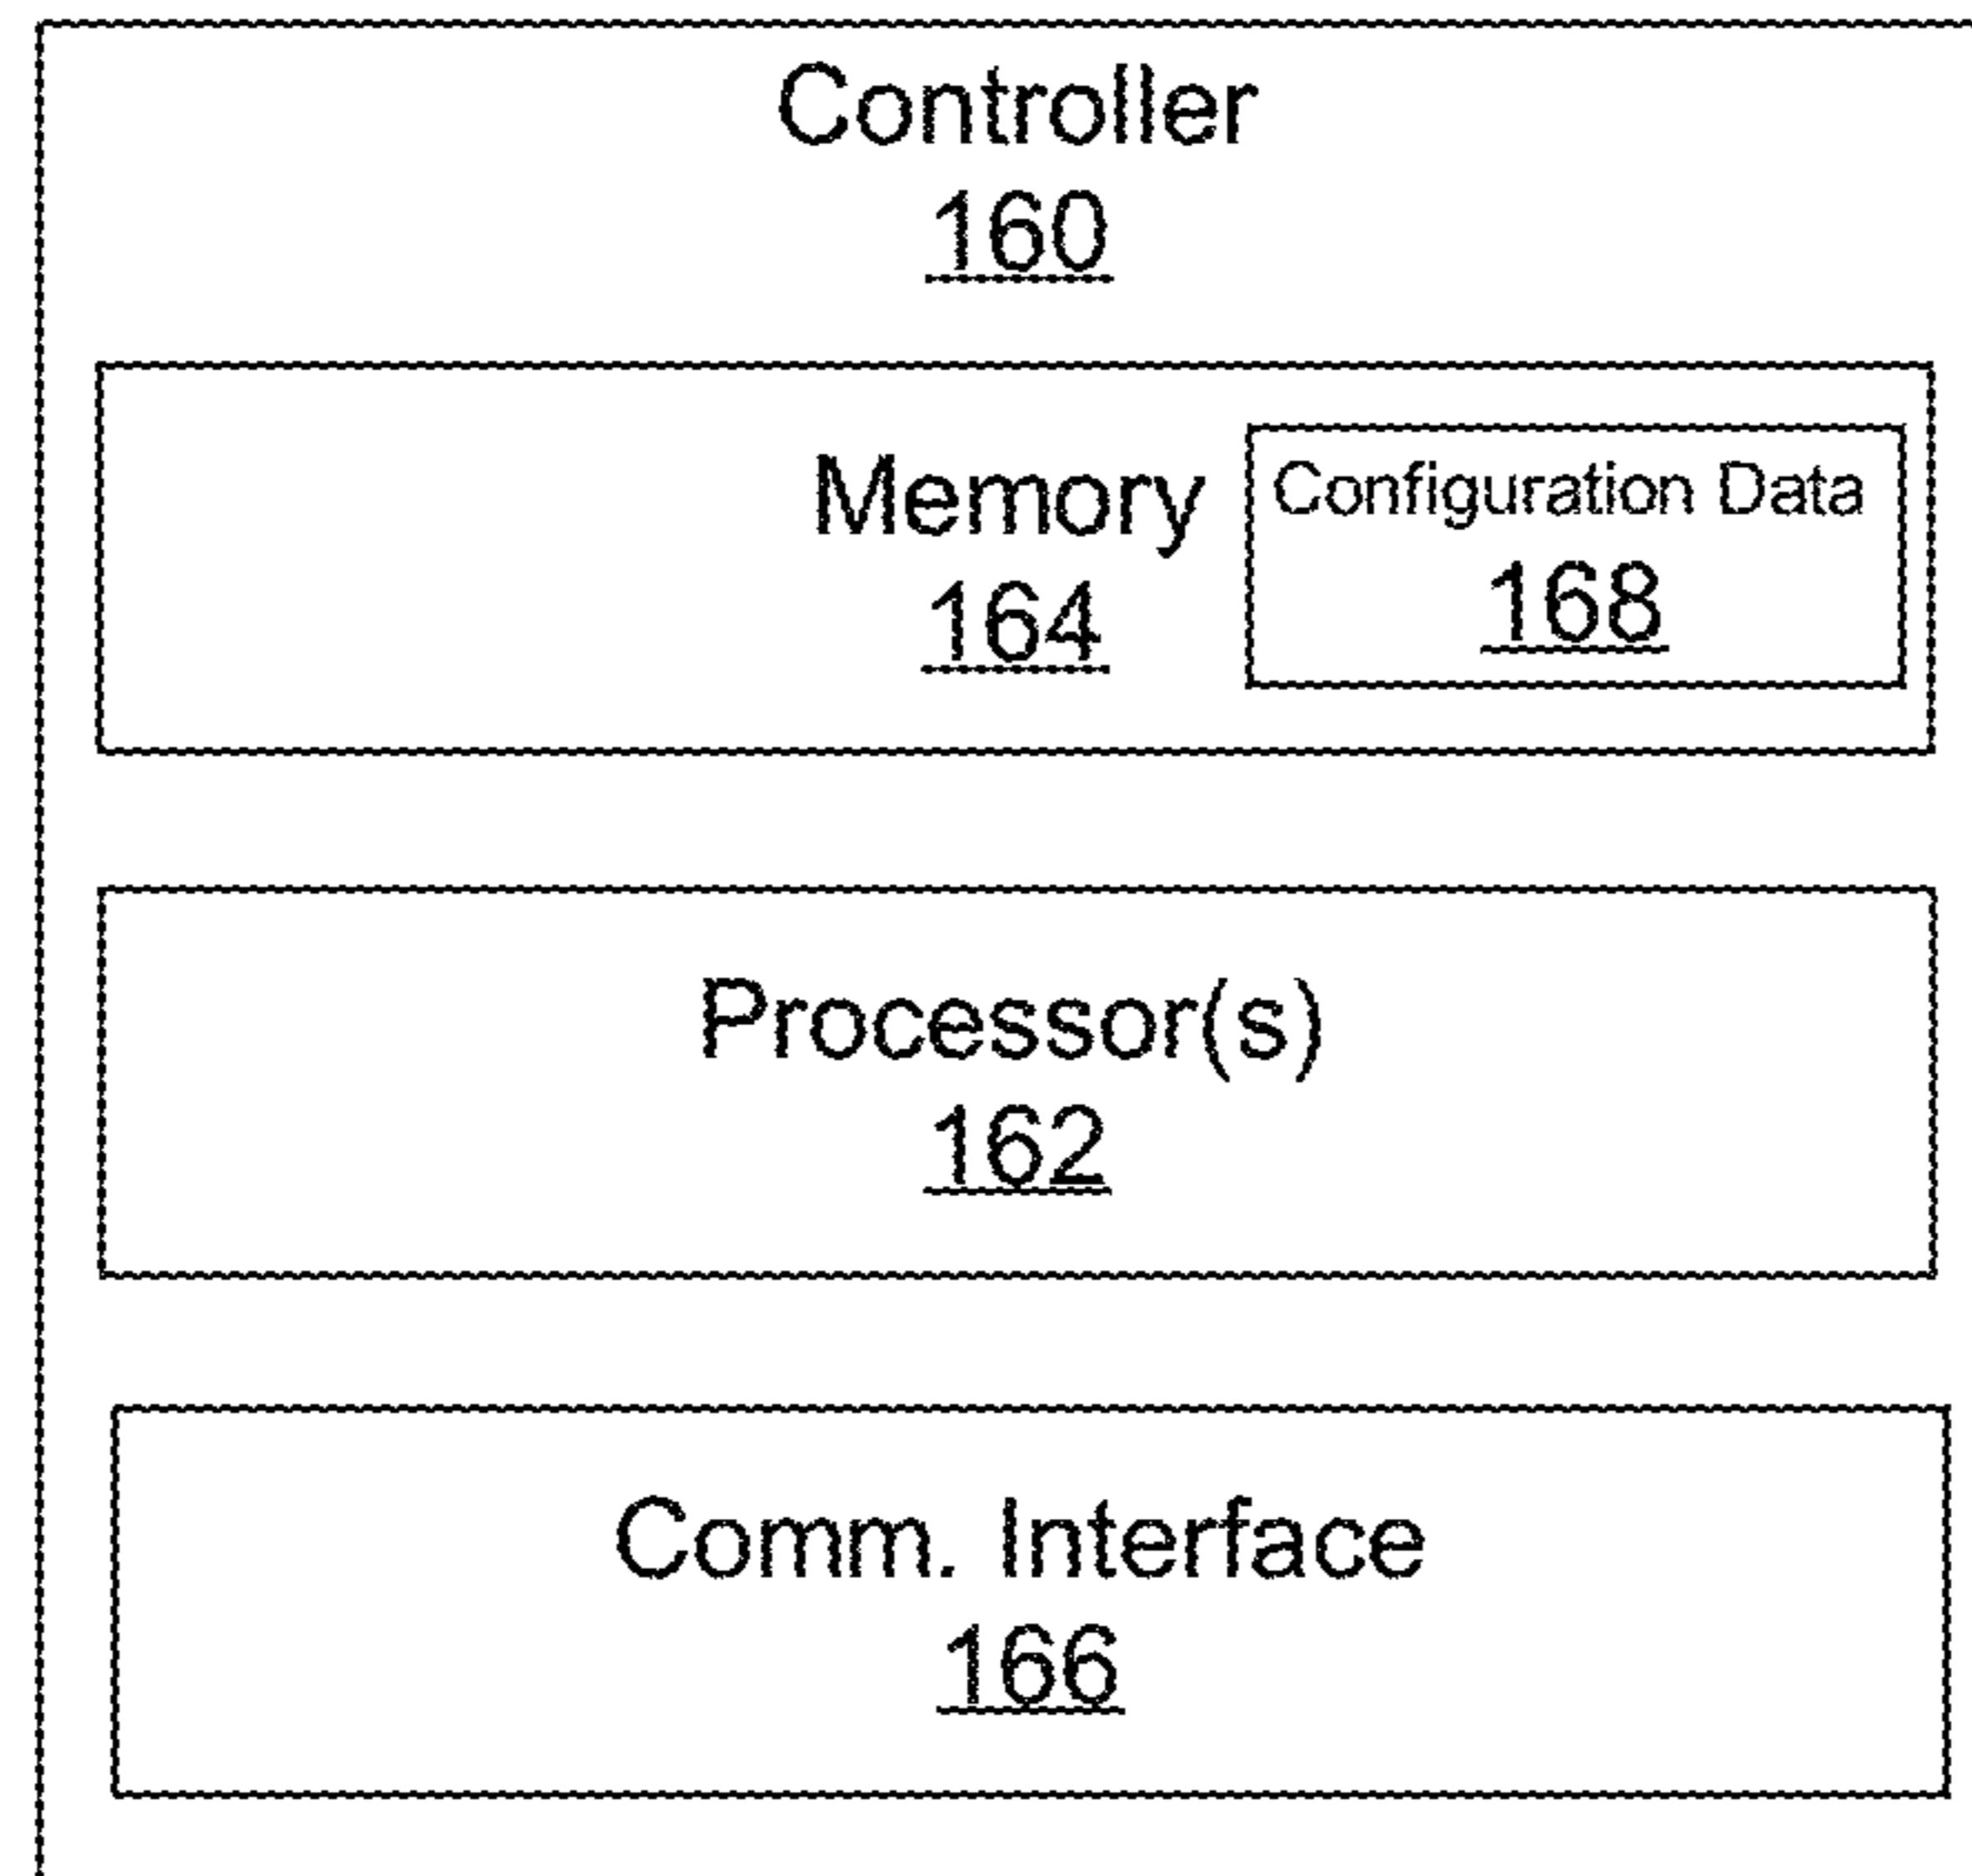 Controller
160
Memory
164
Configuration Data
168
Processor(s)
162
Comm. Interface
166